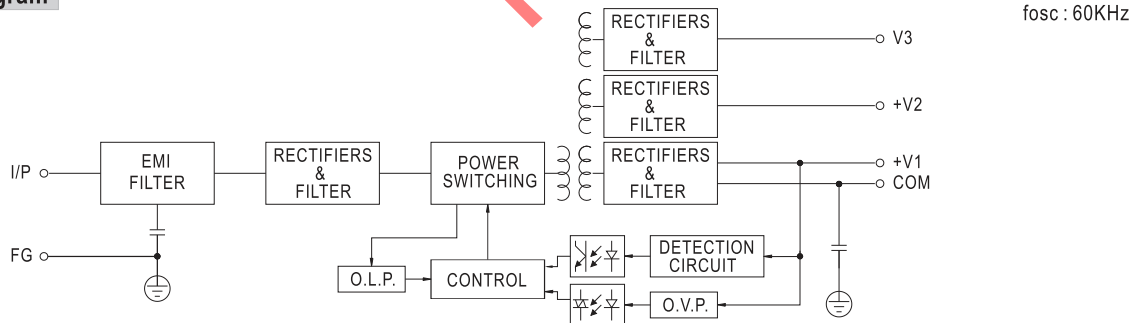 gram
fosc : 60KHz
RECTIFIERS
&
FILTER
V3
RECTIFIERS
&
FILTER
+V2
I/P
EMI
FILTER
RECTIFIERS
&
FILTER
POWER
SWITCHING
RECTIFIERS
&
FILTER
+V1
COM
FG
O.L.P.
CONTROL
DETECTION
CIRCUIT
O.V.P.